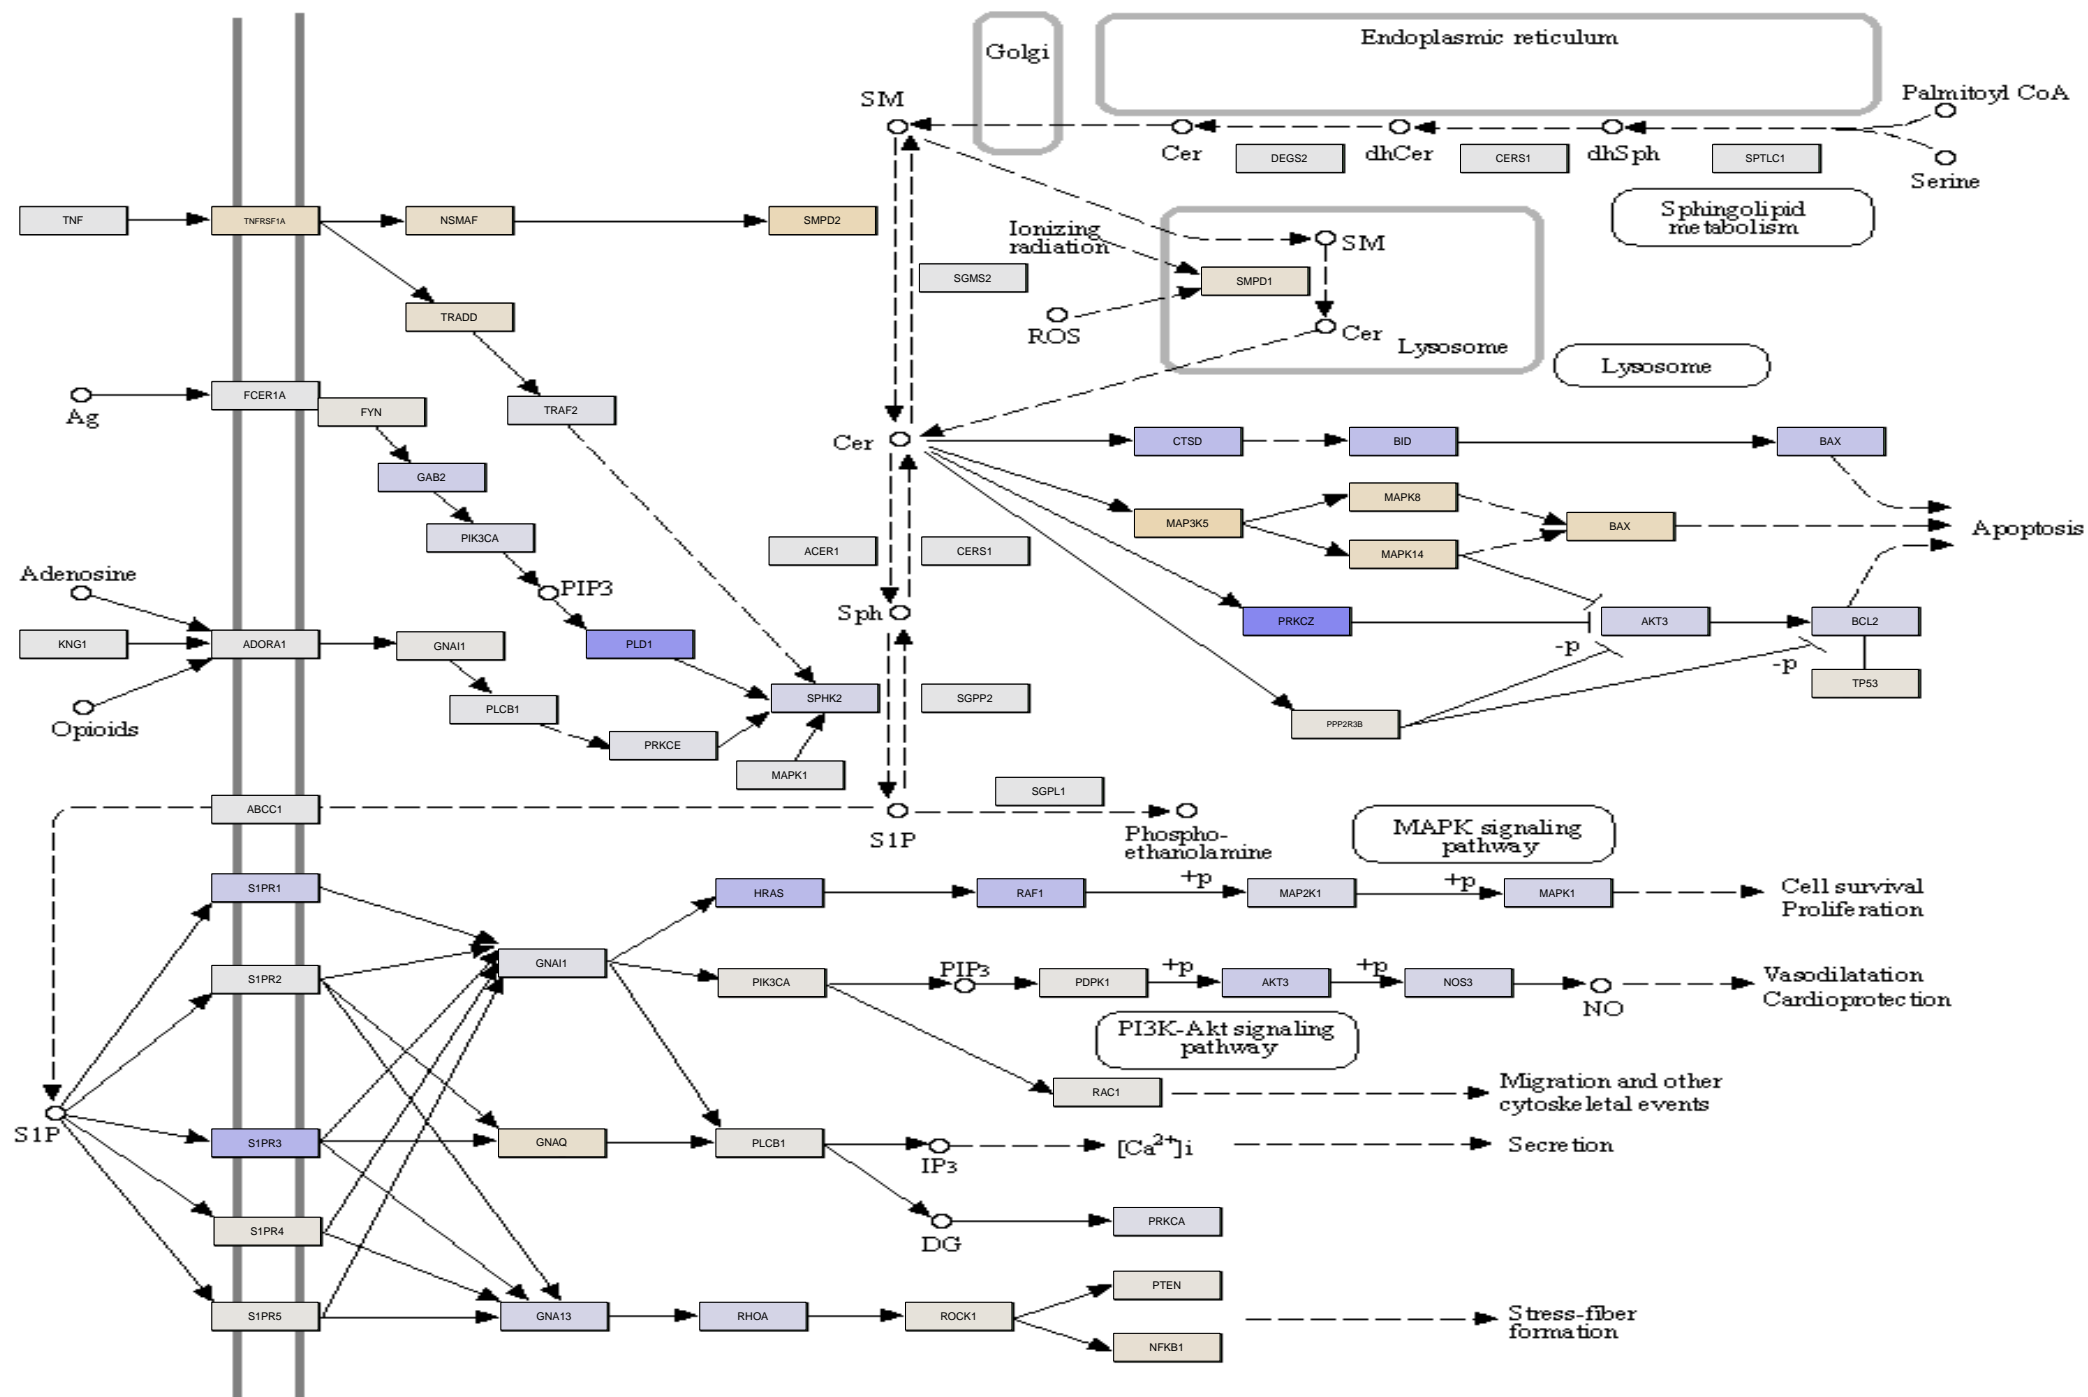 Golgi
Endoplasmic reticulum
SM
Palmitoyl CoA
Cer
DEGS2
dhCer
CERS1
dhSph
SPTLC1
Serine
TNF
TNFRSF1A
NSMAF
SMPD2
Sphingolipid
metabolism
Ionizing
radiation
SM
SGMS2
SMPD1
TRADD
ROS
Cer
Lysosome
Lysosome
FCER1A
Ag
FYN
TRAF2
Cer
CTSD
BID
BAX
GAB2
MAPK8
MAP3K5
BAX
Apoptosis
PIK3CA
ACER1
CERS1
MAPK14
Adenosine
PIP3
Sph
PRKCZ
AKT3
BCL2
KNG1
ADORA1
GNAI1
PLD1
-p
-p
TP53
Opioids
PLCB1
SPHK2
SGPP2
PPP2R3B
PRKCE
MAPK1
SGPL1
ABCC1
S1P
Phospho-
ethanolamine
MAPK signaling
pathway
S1PR1
HRAS
RAF1
+p
MAP2K1
+p
MAPK1
Cell survival
Proliferation
GNAI1
S1PR2
PIK3CA
PIP3
PDPK1
+p
AKT3
+p
NOS3
NO
Vasodilatation
Cardioprotection
PI3K-Akt signaling
pathway
RAC1
Migration and other
cytoskeletal events
S1P
S1PR3
GNAQ
PLCB1
IP3
[Ca2+]i
Secretion
S1PR4
DG
PRKCA
PTEN
S1PR5
GNA13
RHOA
ROCK1
NFKB1
Stress-fiber
formation